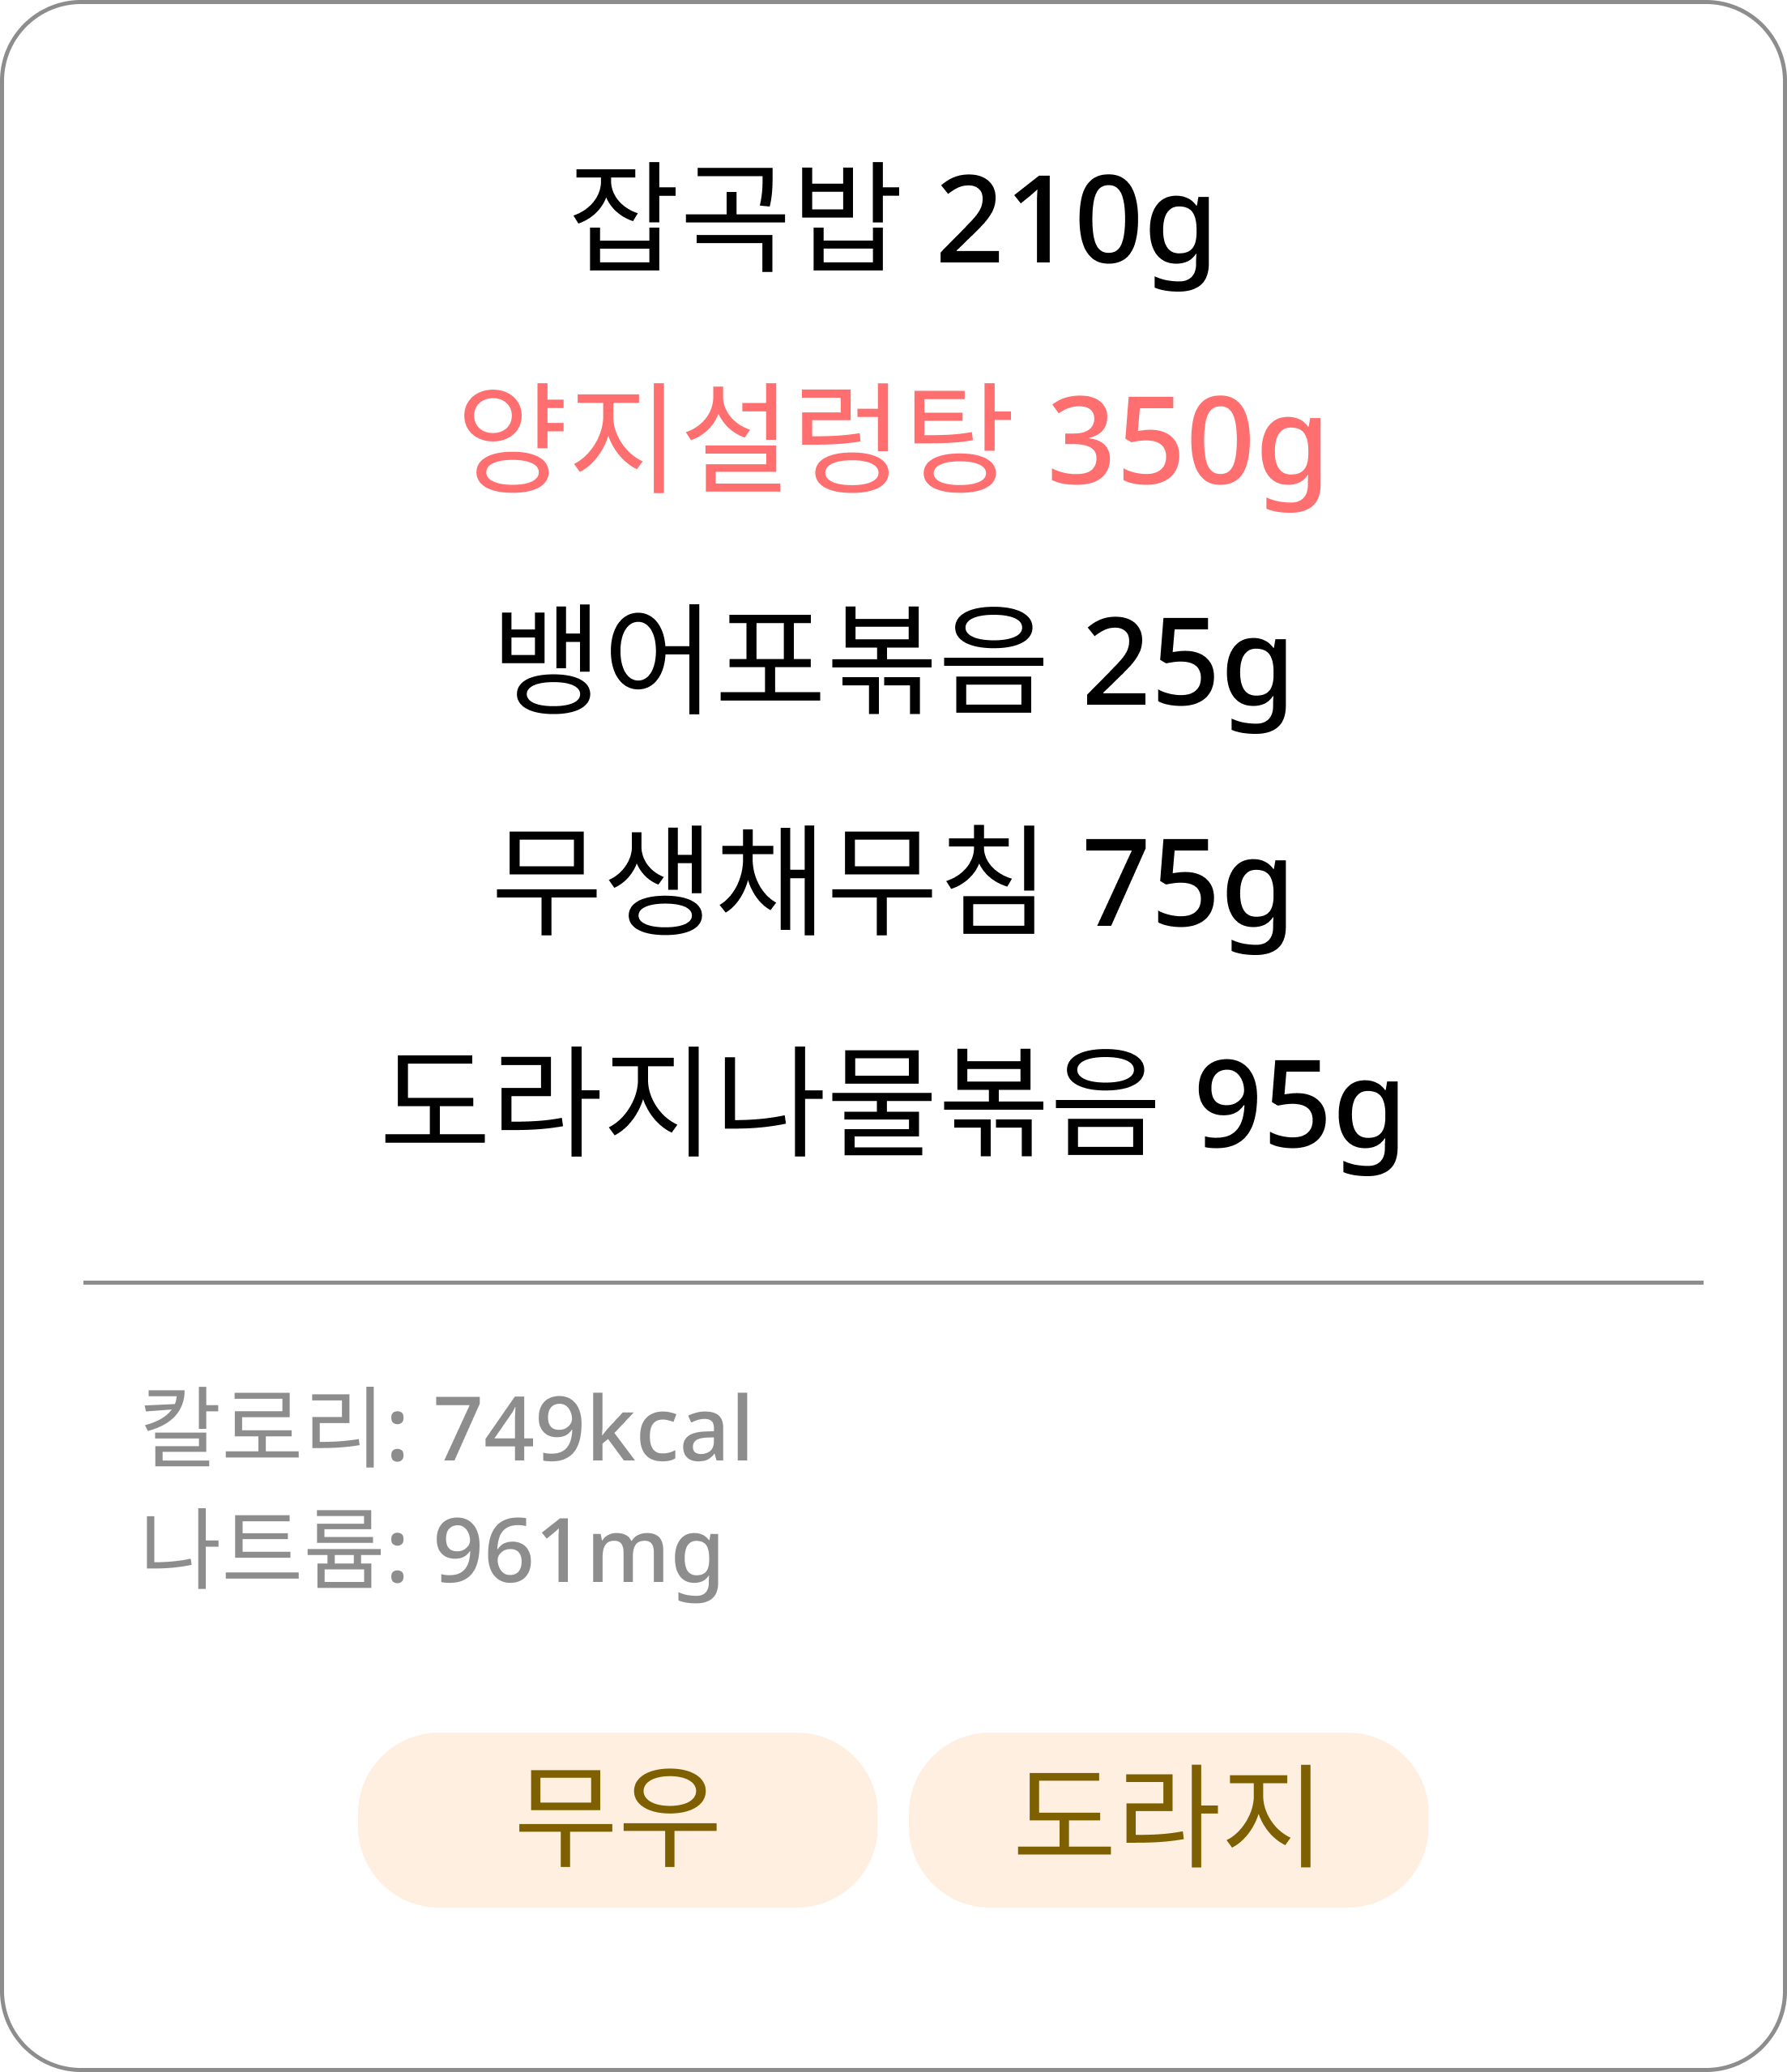 잡곡밥 210g
양지설렁탄 350g
뱅어포볶음 25g
무생채무침 75g
도라지나물볶음 95g
칼로리: 749kcal
나트륨: 961mg
무우 도라지